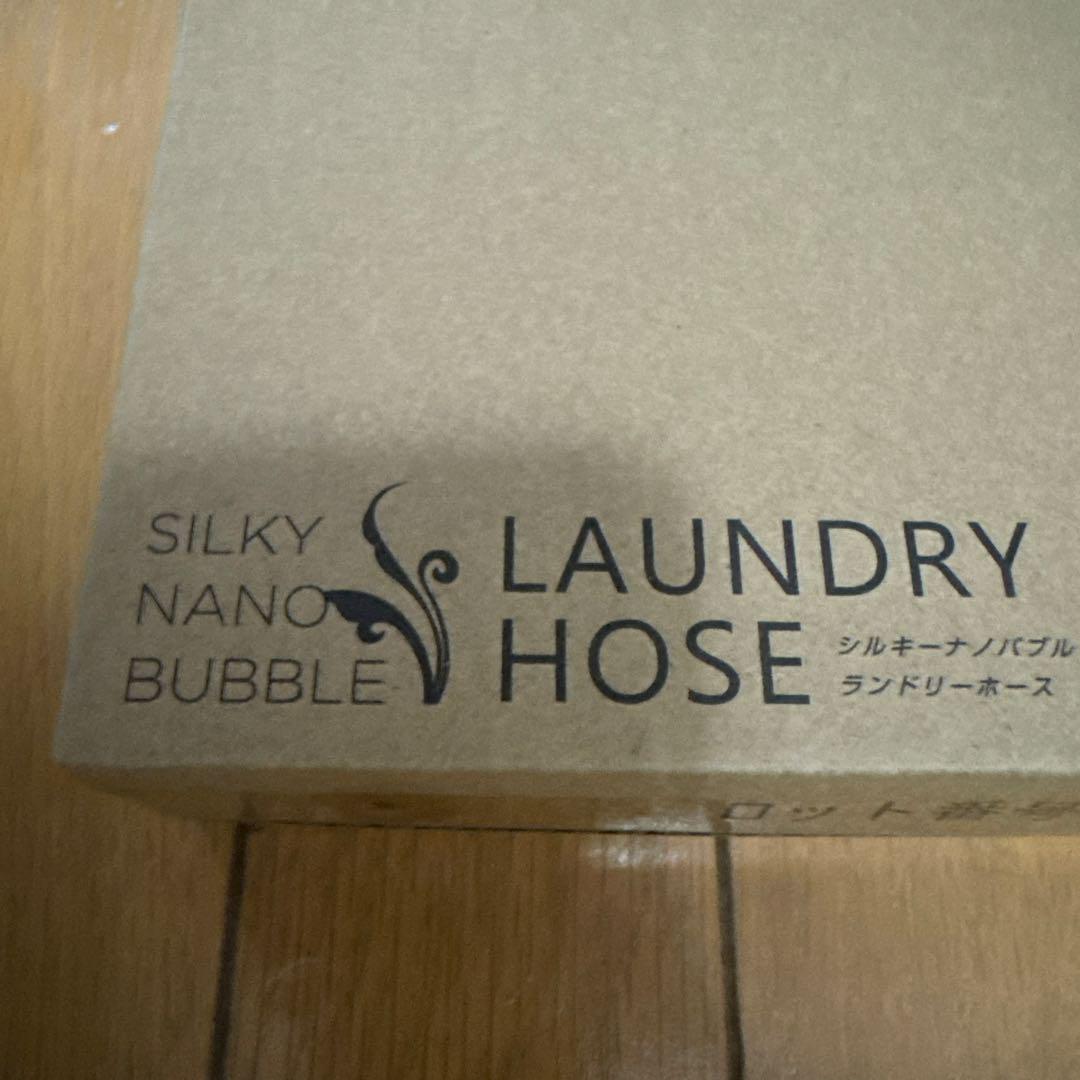 SILKY
NANO
BUBBLE
LAUNDRY
HOSE
シルキーナノバブル
ランドリーホース
ロット番号